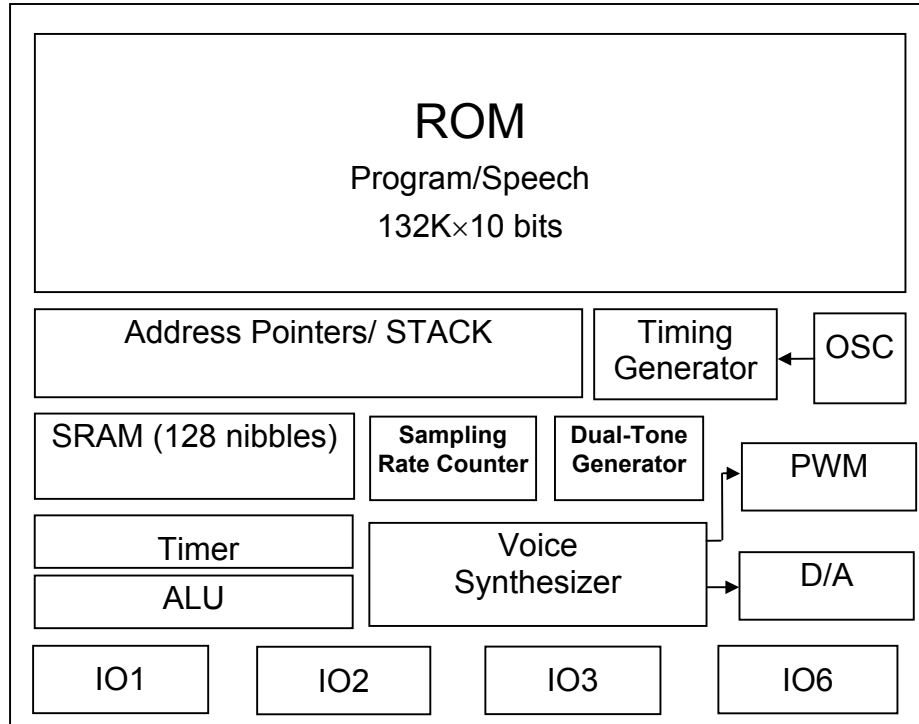 ROM
Program/Speech
132K×10 bits
Address Pointers/ STACK
Timing
Generator
OSC
SRAM (128 nibbles)
Sampling
Rate Counter
Dual-Tone
Generator
PWM
Timer
Voice
Synthesizer
D/A
ALU
IO1
IO2
IO3
IO6